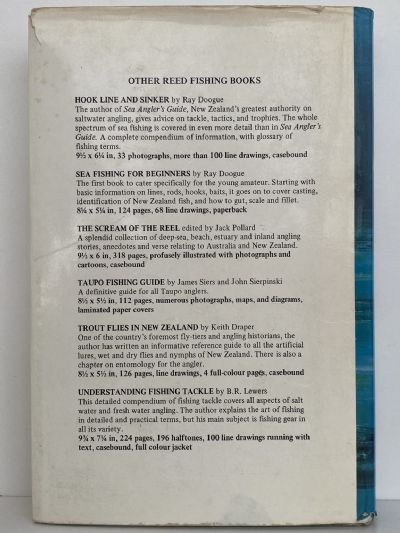 OTHER REED FISHING BOOKS
HOOK LINE AND SINKER by Ray Doogue
The author of Sea Angler's Guide, New Zealand's greatest authority on
saltwater angling, gives advice on tackle, tactics, and trophies. The whole
spectrum of sea fishing is covered in even more detail than in Sea Angler's
Guide. A complete compendium of information, with glossary of
fishing terms.
9½ x 6¼ in, 33 photographs, more than 100 line drawings, casebound
SEA FISHING FOR BEGINNERS by Ray Doogue
The first book to cater specifically for the young amateur. Starting with
basic information on lines, rods, hooks, baits, it goes on to cover casting,
identification of New Zealand fish, and how to gut, scale and fillet.
8¼ x 5¼ in, 124 pages, 68 line drawings, paperback
THE SCREAM OF THE REEL edited by Jack Pollard
A splendid collection of deep-sea, beach, estuary and inland angling
stories, anecdotes and verse relating to Australia and New Zealand.
9½ x 6 in, 318 pages, profusely illustrated with photographs and
cartoons, casebound
TAUPO FISHING GUIDE by James Siers and John Sierpinski
A definitive guide for all Taupo anglers.
8½ x 5½ in, 112 pages, numerous photographs, maps, and diagrams,
laminated paper covers
TROUT FLIES IN NEW ZEALAND by Keith Draper
One of the country's foremost fly-tiers and angling historians, the
author has written an informative reference guide to all the artificial
lures, wet and dry flies and nymphs of New Zealand. There is also a
chapter on entomology for the angler.
8½ x 5½ in, 126 pages, line drawings, 4 full-colour pages, casebound
UNDERSTANDING FISHING TACKLE by B.R. Lewers
This detailed compendium of fishing tackle covers all aspects of salt
water and fresh water angling. The author explains the art of fishing
in detailed and practical terms, but his main subject is fishing gear in
all its variety.
9¾ x 7¼ in, 224 pages, 196 halftones, 100 line drawings running with
text, casebound, full colour jacket